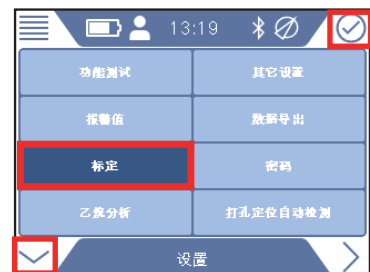 13:19
功能测试 其它设置
报警值 数据导出
标定 密码
乙炔分析 打孔定位自动检测
设置